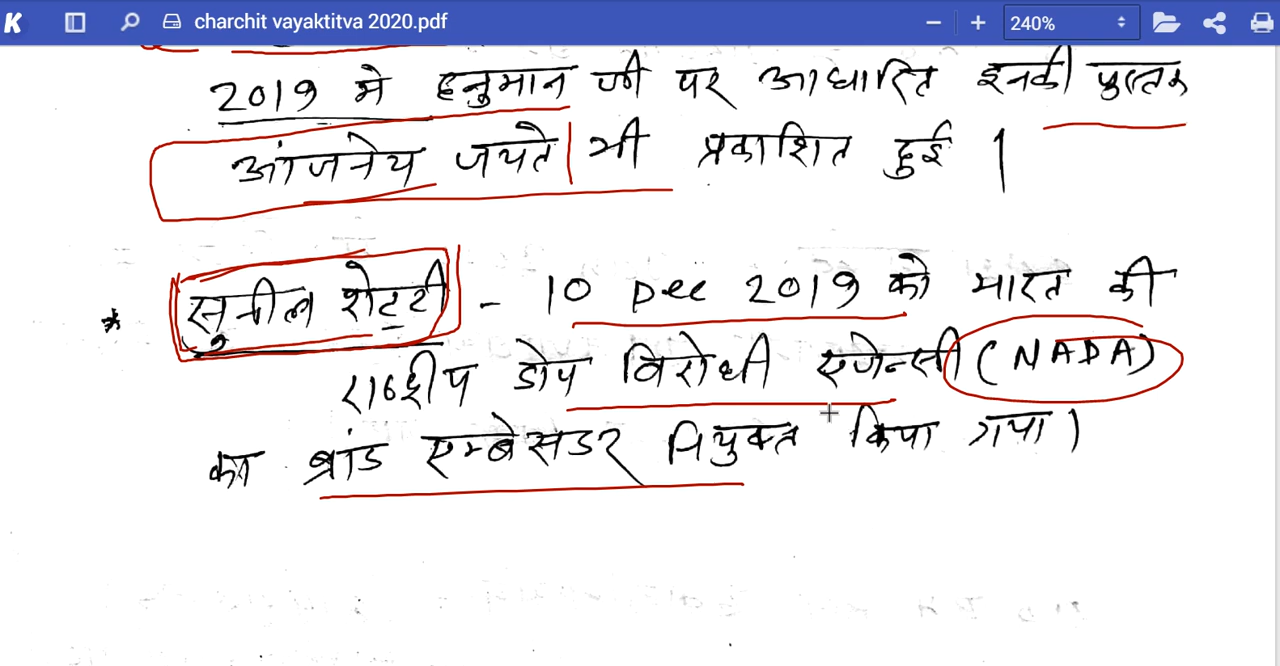 K charchit vayaktitva 2020.pdf 240%
2019 मे हनुमान जी पर आधारित इनकी पुस्तक
आंजनेय जयते भी प्रकाशित हुई |
* सुनील शेट्टी - 10 Dec 2019 को भारत की
राष्ट्रीय डोप विरोधी एजेन्सी (NADA)
का ब्रांड एम्बेसडर नियुक्त किया गया |